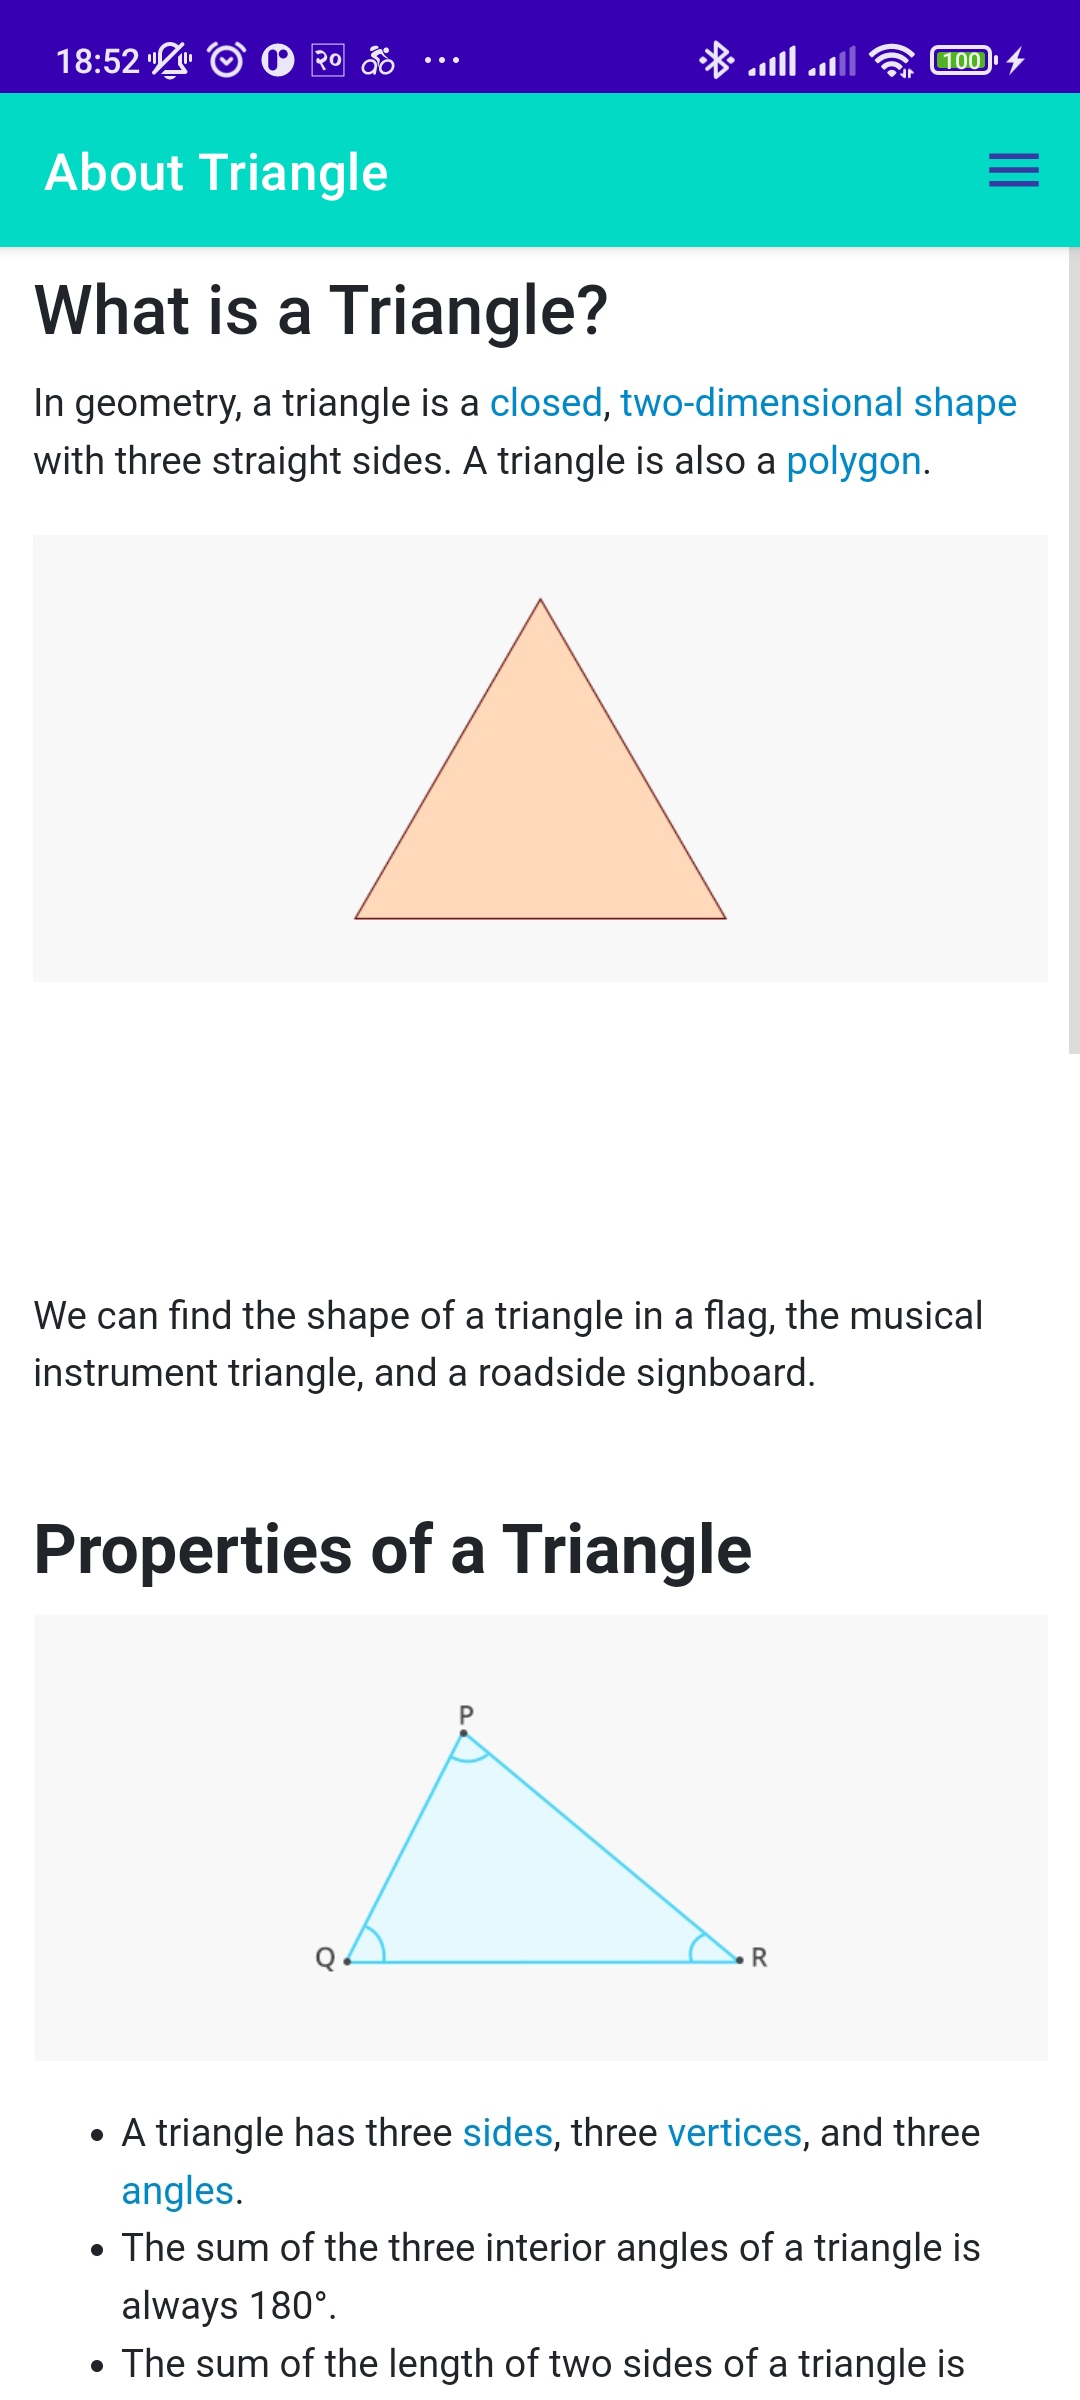 18:52 २० 100
About Triangle
What is a Triangle?
In geometry, a triangle is a closed, two-dimensional shape
with three straight sides. A triangle is also a polygon.
We can find the shape of a triangle in a flag, the musical
instrument triangle, and a roadside signboard.
Properties of a Triangle
P
Q R
• A triangle has three sides, three vertices, and three
angles.
• The sum of the three interior angles of a triangle is
always 180°.
• The sum of the length of two sides of a triangle is